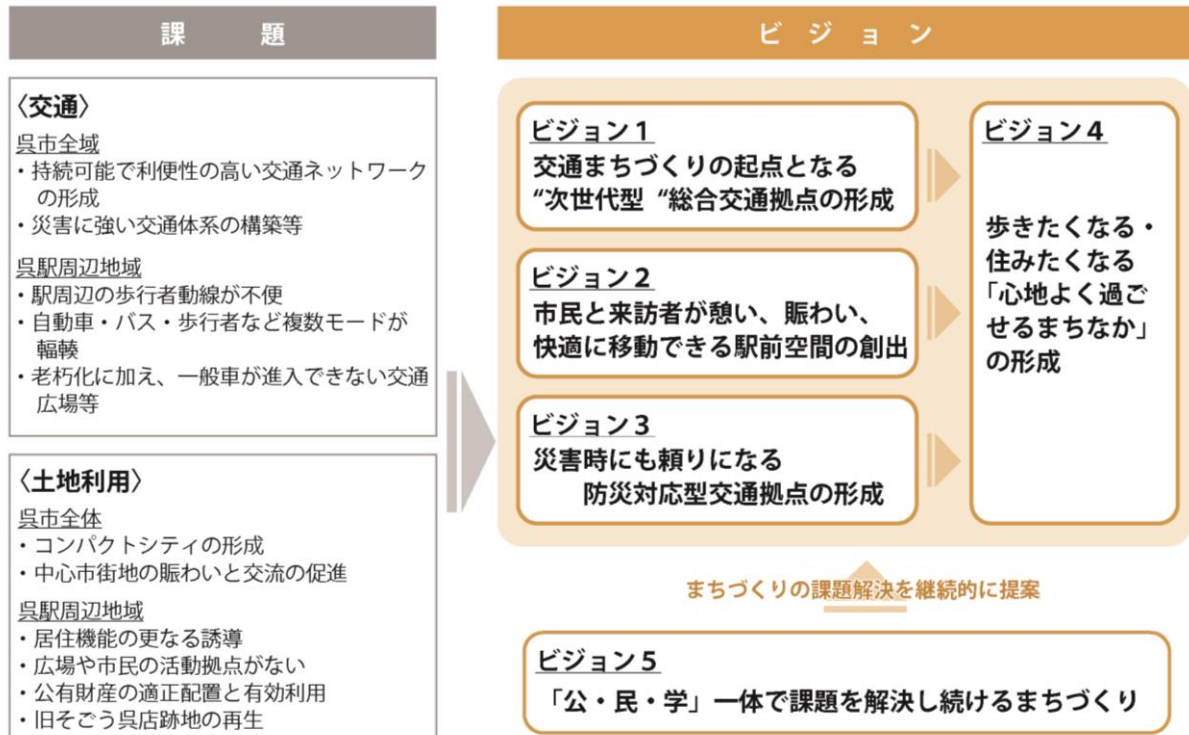 課題
〈交通〉
呉市全域
・持続可能で利便性の高い交通ネットワーク
の形成
・災害に強い交通体系の構築等
呉駅周辺地域
・駅周辺の歩行者動線が不便
・自動車・バス・歩行者など複数モードが
輻輳
・老朽化に加え、一般車が進入できない交通
広場等
〈土地利用〉
呉市全体
・コンパクトシティの形成
・中心市街地の賑わいと交流の促進
呉駅周辺地域
・居住機能の更なる誘導
・広場や市民の活動拠点がない
・公有財産の適正配置と有効利用
・旧そごう呉店跡地の再生
ビジョン
ビジョン1
交通まちづくりの起点となる
“次世代型 “総合交通拠点の形成
ビジョン2
市民と来訪者が憩い、賑わい、
快適に移動できる駅前空間の創出
ビジョン3
災害時にも頼りになる
防災対応型交通拠点の形成
ビジョン4
歩きたくなる・
住みたくなる
「心地よく過ご
せるまちなか」
の形成
まちづくりの課題解決を継続的に提案
ビジョン5
「公・民・学」一体で課題を解決し続けるまちづくり